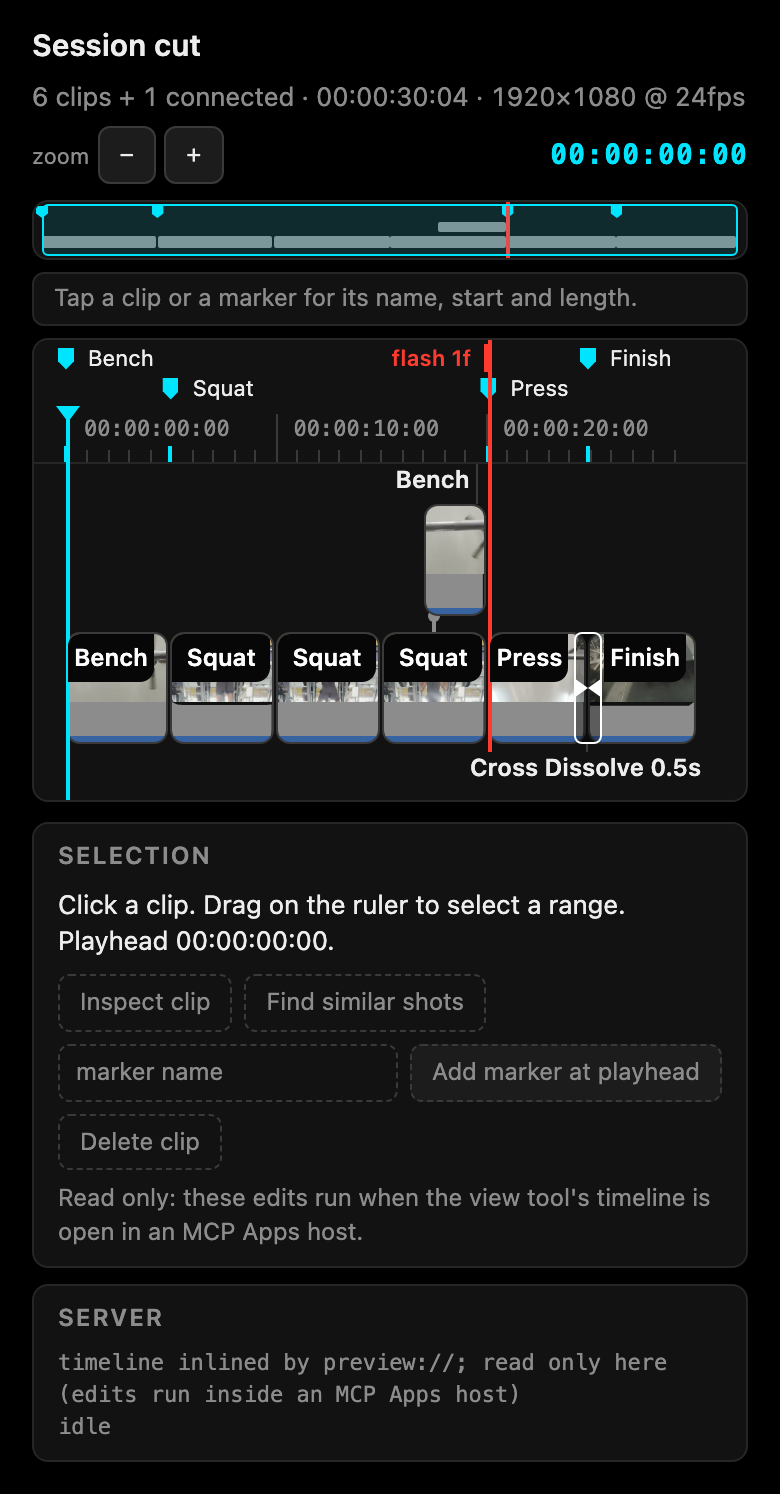 Session cut
6 clips + 1 connected · 00:00:30:04 · 1920×1080 @ 24fps
zoom − + 00:00:00:00
Tap a clip or a marker for its name, start and length.
Bench flash 1f Finish
Squat Press
00:00:00:00 00:00:10:00 00:00:20:00
Bench
Bench Squat Squat Squat Press Finish
Cross Dissolve 0.5s
SELECTION
Click a clip. Drag on the ruler to select a range.
Playhead 00:00:00:00.
Inspect clip Find similar shots
marker name Add marker at playhead
Delete clip
Read only: these edits run when the view tool's timeline is
open in an MCP Apps host.
SERVER
timeline inlined by preview://; read only here
(edits run inside an MCP Apps host)
idle